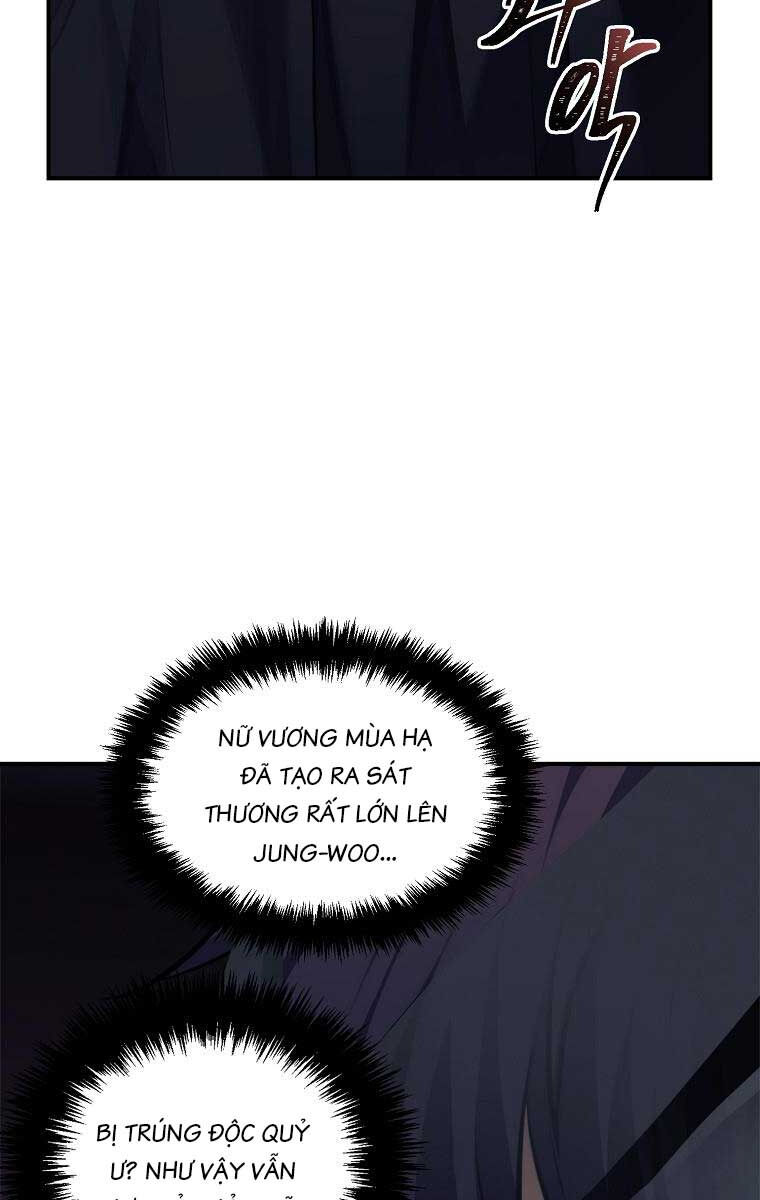 NỮ VƯƠNG MÙA HẠ
ĐÃ TẠO RA SÁT
THƯƠNG RẤT LỚN LÊN
JUNG-WOO...
BỊ TRÚNG ĐỘC QUỶ
Ư? NHƯ VẬY VẪN